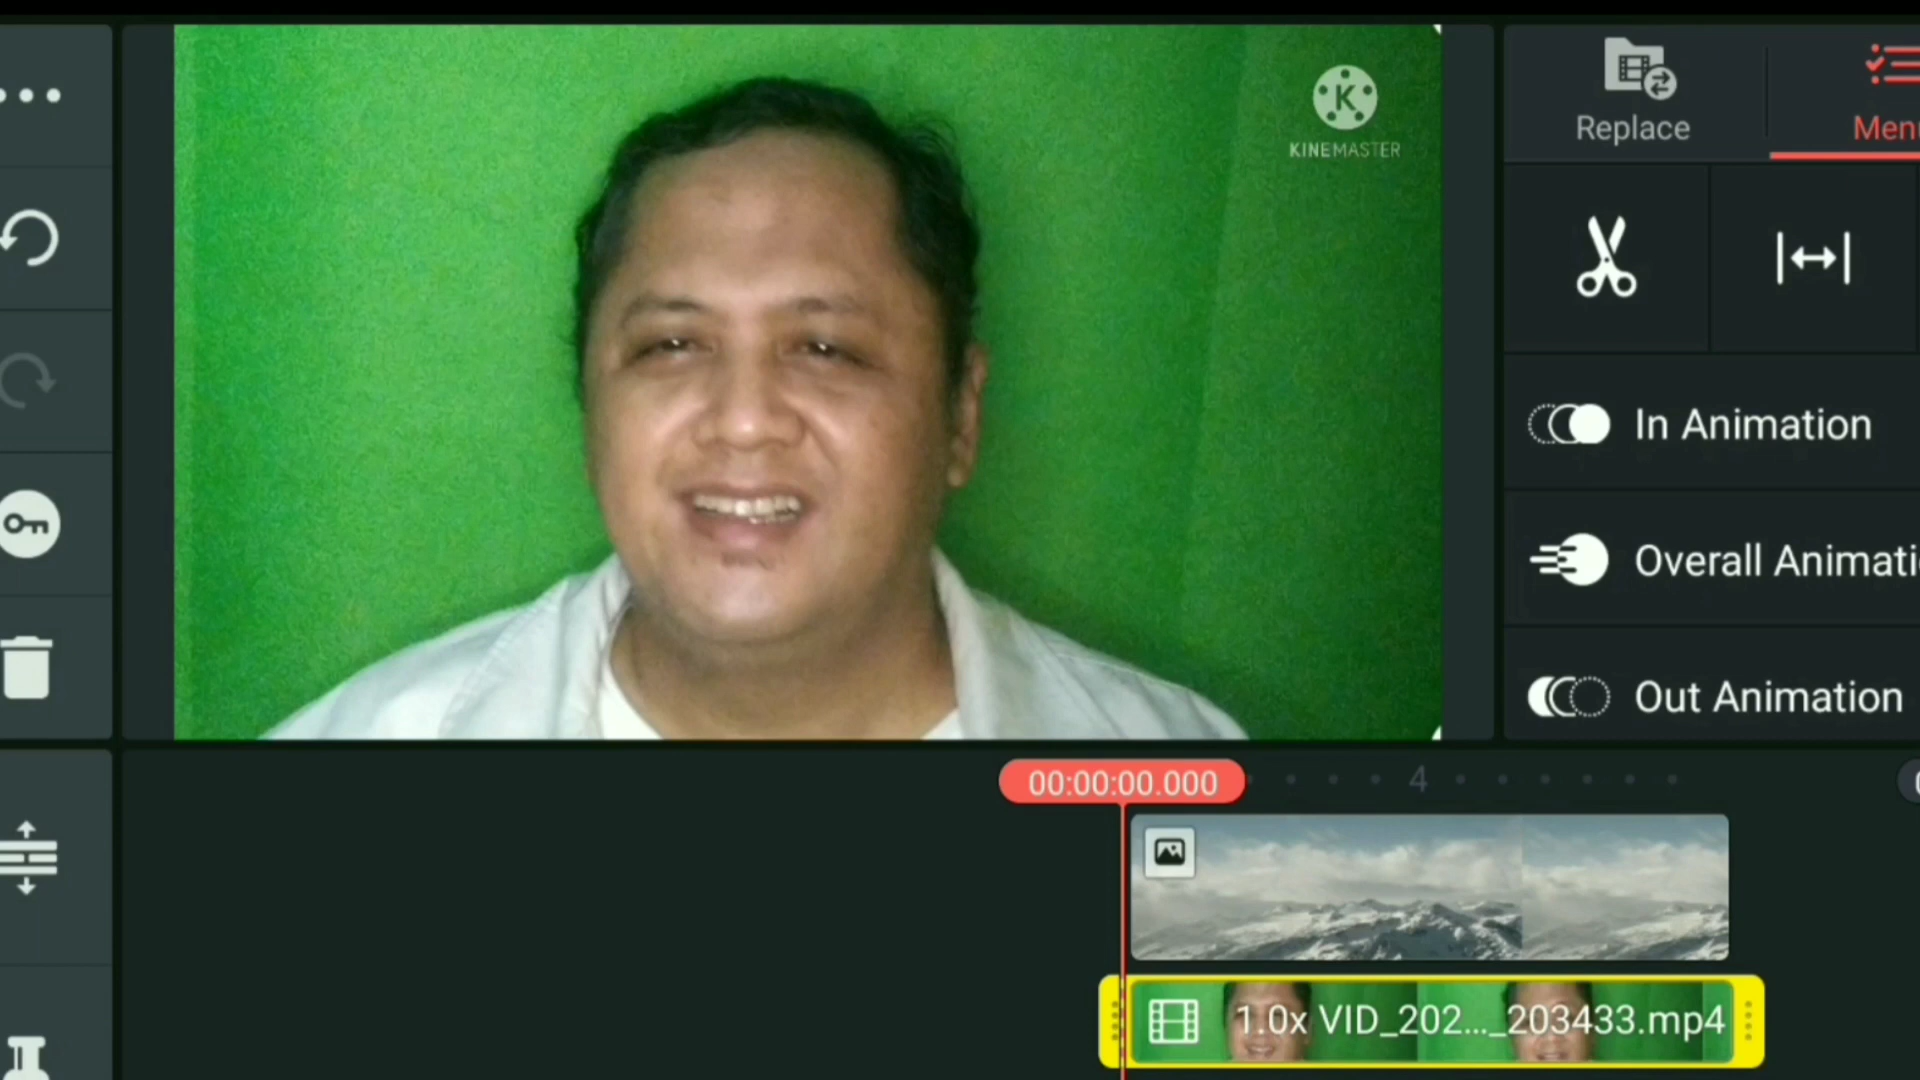 K
KINEMASTER
Replace
Men
In Animation
Overall Animati
Out Animation
00:00:00.000
4
1.0x VID_202..._203433.mp4